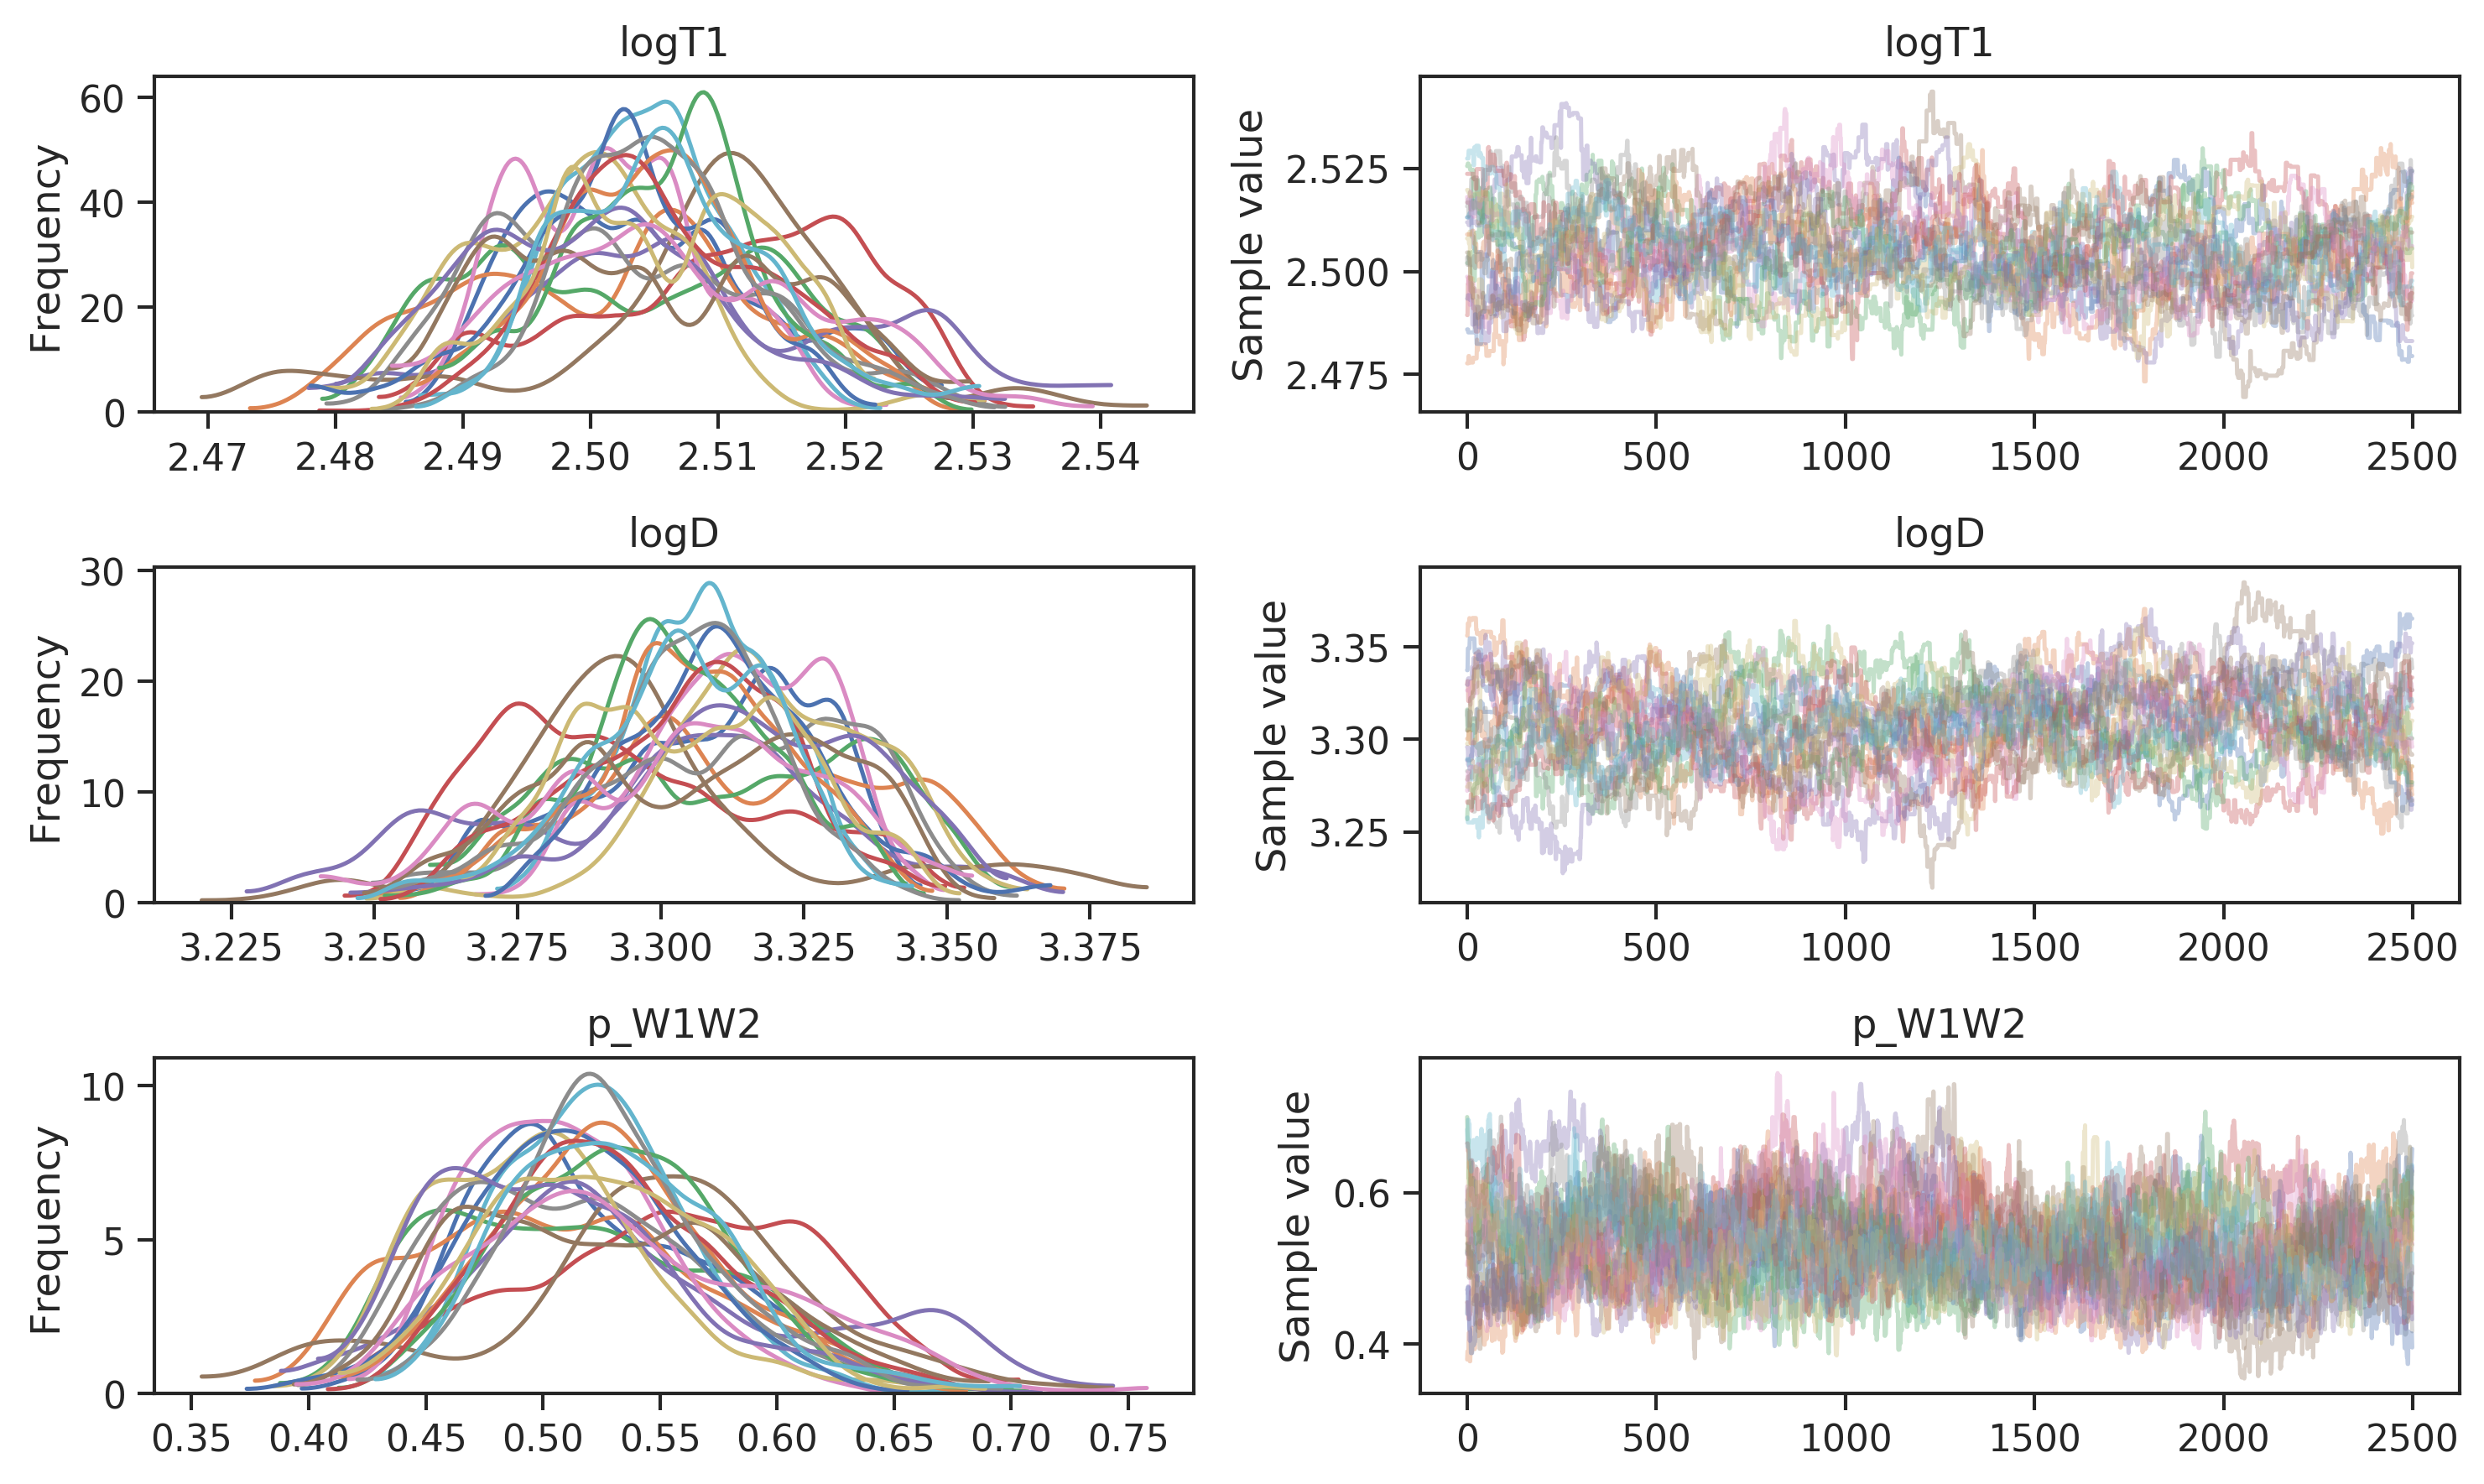 logT1
logT1
Frequency
60
40
20
0
2.47 2.48 2.49 2.50 2.51 2.52 2.53 2.54
Sample value
2.525
2.500
2.475
0 500 1000 1500 2000 2500
logD
logD
Frequency
30
20
10
0
3.225 3.250 3.275 3.300 3.325 3.350 3.375
Sample value
3.35
3.30
3.25
0 500 1000 1500 2000 2500
p_W1W2
p_W1W2
Frequency
10
5
0
0.35 0.40 0.45 0.50 0.55 0.60 0.65 0.70 0.75
Sample value
0.6
0.4
0 500 1000 1500 2000 2500